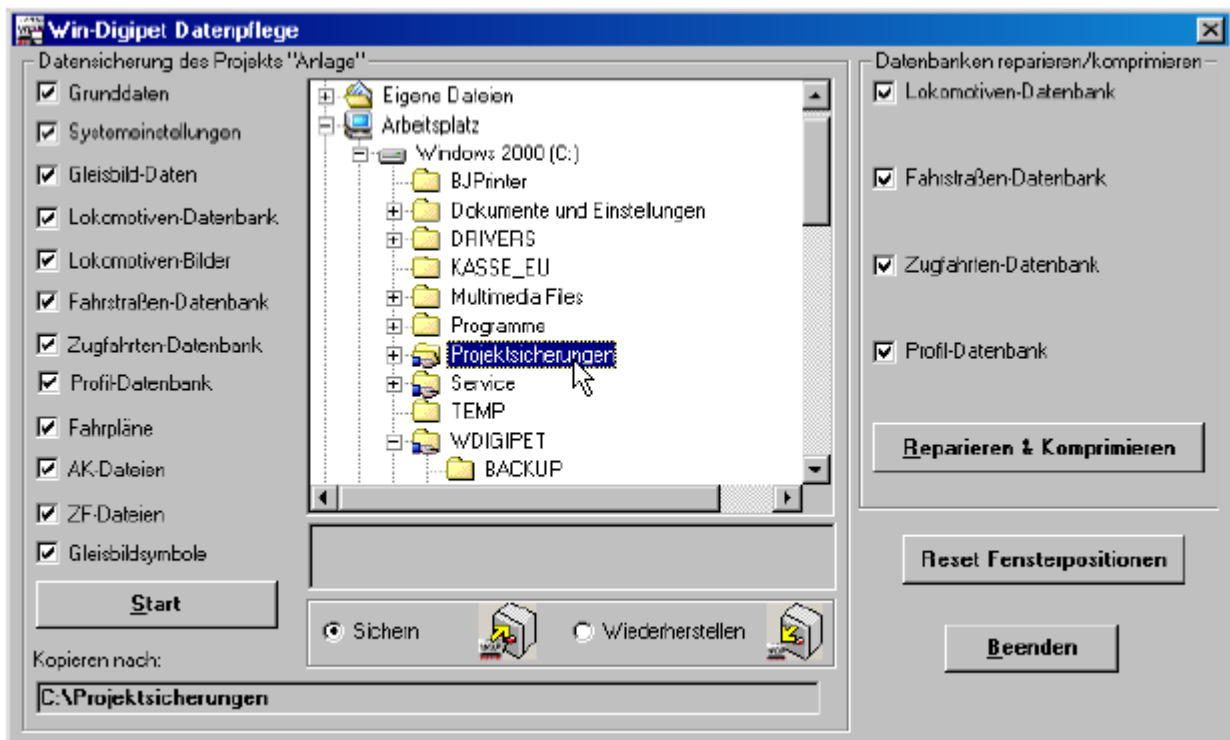 Win-Digipet Datenpflege
Datensicherung des Projekts "Anlage"
Grunddaten
Systemeinstellungen
Gleisbild-Daten
Lokomotiven-Datenbank
Lokomotiven-Bilder
Fahrstraßen-Datenbank
Zugfahrten-Datenbank
Profil-Datenbank
Fahrpläne
AK-Dateien
ZF-Dateien
Gleisbildsymbole
Start
Eigene Dateien
Arbeitsplatz
Windows 2000 (C:)
BJPrinter
Dokumente und Einstellungen
DRIVERS
KASSE_EU
Multimedia Files
Programme
Projektsicherungen
Service
TEMP
WDIGIPET
BACKUP
Sichern
Wiederherstellen
Kopieren nach:
C:\Projektsicherungen
Datenbanken reparieren/komprimieren
Lokomotiven-Datenbank
Fahrstraßen-Datenbank
Zugfahrten-Datenbank
Profil-Datenbank
Reparieren & Komprimieren
Reset Fensterpositionen
Beenden